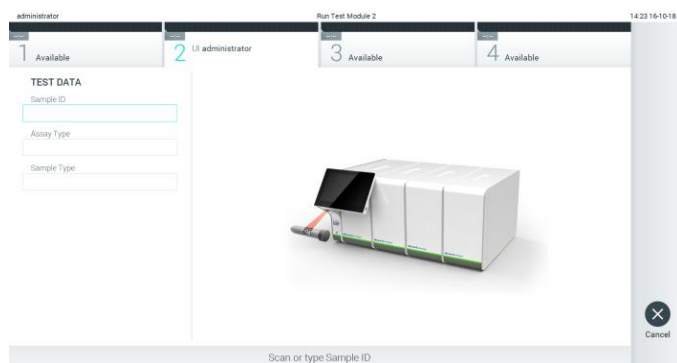 administrator Run Test Module 2 14:23 16-10-18
--:-- --:-- --:-- --:--
1 Available 2 UI administrator 3 Available 4 Available
TEST DATA
Sample ID
Assay Type
Sample Type
Cancel
Scan or type Sample ID